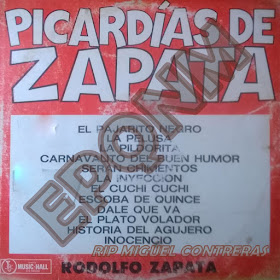 PICARDÍAS DE
ZAPATA
EL PAJARITO NEGRO
LA PELUSA
LA PILDORITA
CARNAVALITO DEL BUEN HUMOR
SERAN CHIMENTOS
LA INYECCION
EL CUCHI CUCHI
ESCOBA DE QUINCE
DALE QUE VA
EL PLATO VOLADOR
HISTORIA DEL AGUJERO
INOCENCIO
RIP MIGUEL CONTRERAS
MUSIC-HALL
RODOLFO ZAPATA